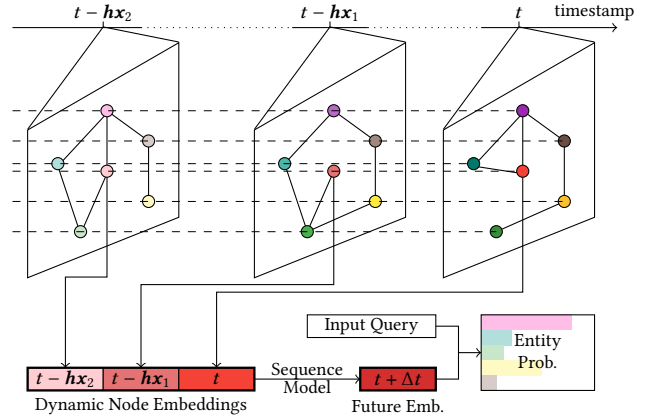 t − hx₂
t − hx₁
t
timestamp
Input Query
Entity
Prob.
t − hx₂
t − hx₁
t
Sequence
Model
t + Δt
Dynamic Node Embeddings
Future Emb.